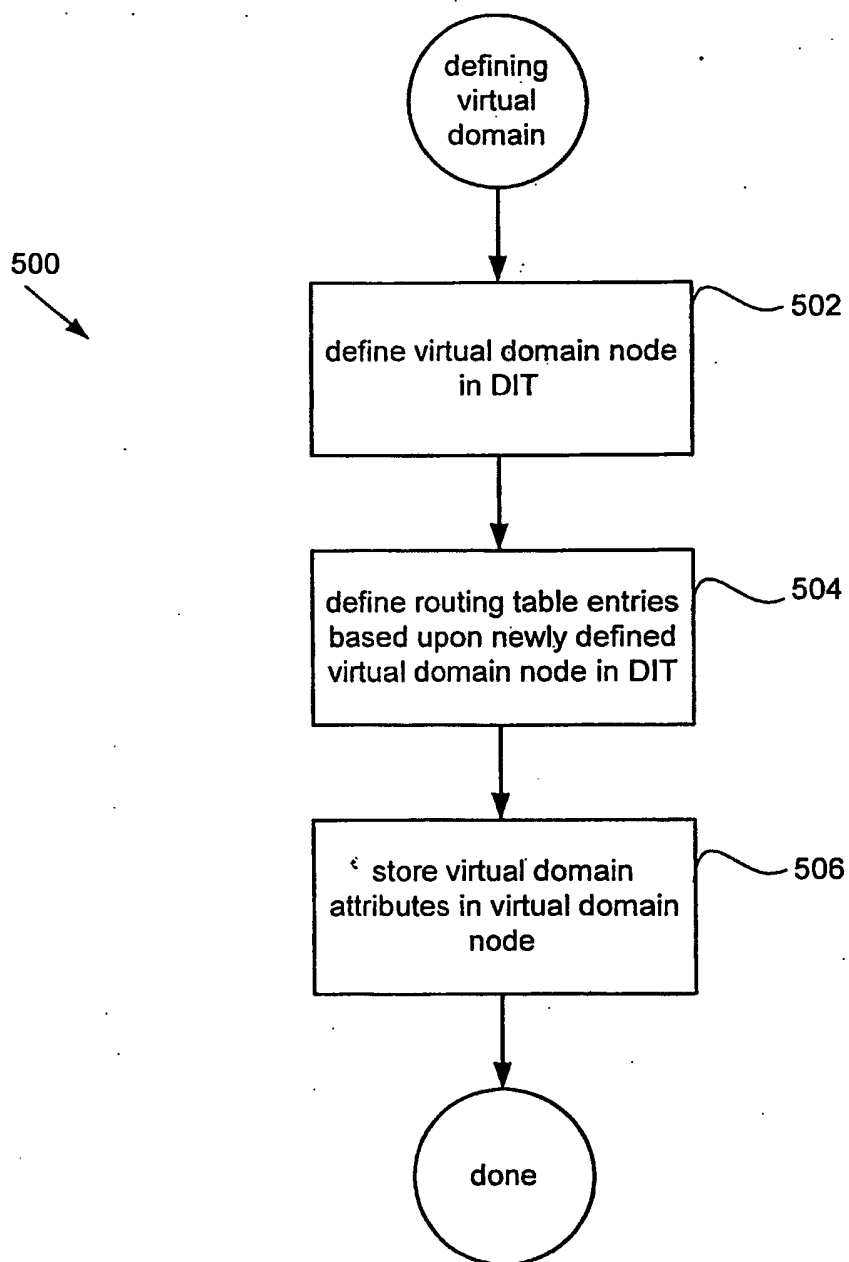 defining
virtual
domain
500
502
define virtual domain node
in DIT
504
define routing table entries
based upon newly defined
virtual domain node in DIT
506
store virtual domain
attributes in virtual domain
node
done